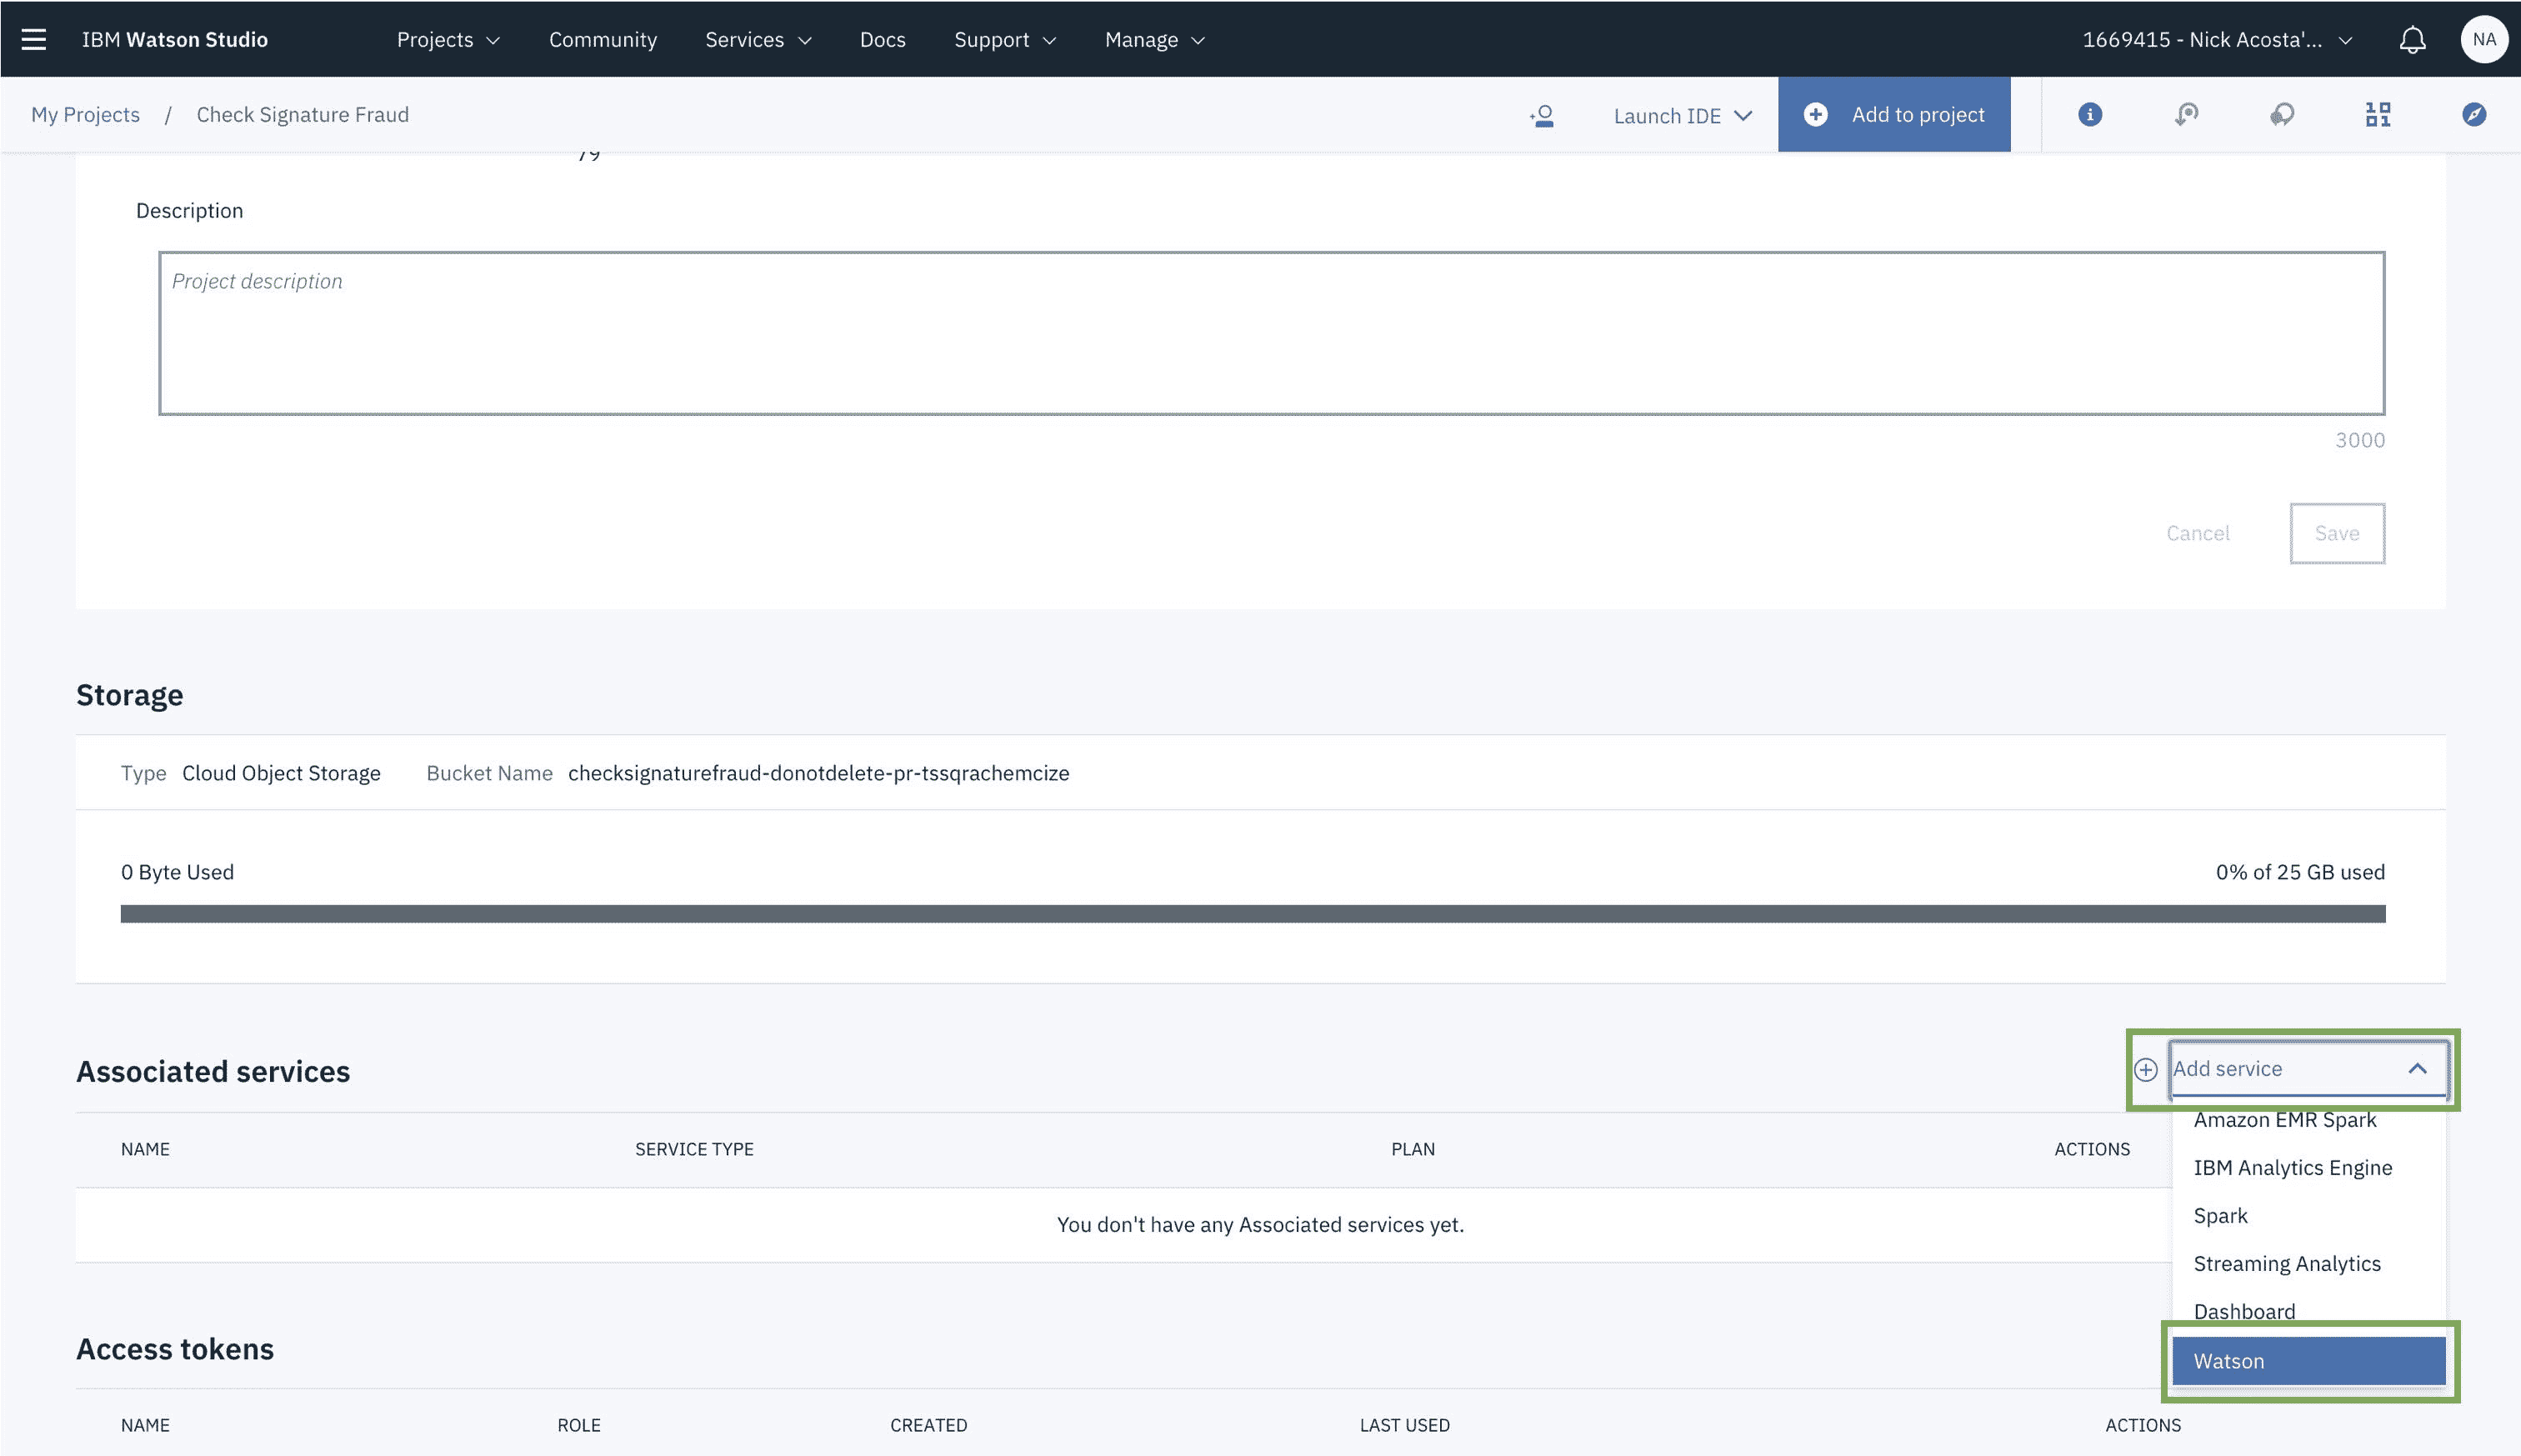 IBM Watson Studio Projects Community Services Docs Support Manage 1669415 - Nick Acosta'... NA
My Projects / Check Signature Fraud Launch IDE Add to project
79
Description
Project description
3000
Cancel Save
Storage
Type Cloud Object Storage Bucket Name checksignaturefraud-donotdelete-pr-tssqrachemcize
0 Byte Used 0% of 25 GB used
Associated services Add service
NAME SERVICE TYPE PLAN ACTIONS
You don't have any Associated services yet.
Amazon EMR Spark
IBM Analytics Engine
Spark
Streaming Analytics
Dashboard
Watson
Access tokens
NAME ROLE CREATED LAST USED ACTIONS